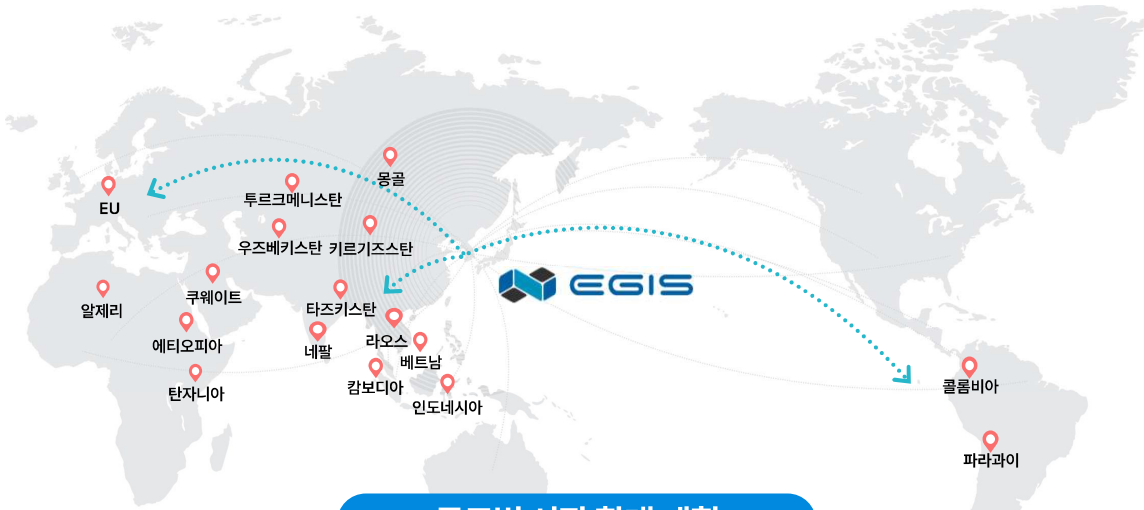 몽골
EU
투르크메니스탄
우즈베키스탄
키르기즈스탄
EGIS
쿠웨이트
알제리
타즈키스탄
에티오피아
라오스
네팔
베트남
탄자니아
캄보디아
인도네시아
콜롬비아
파라과이